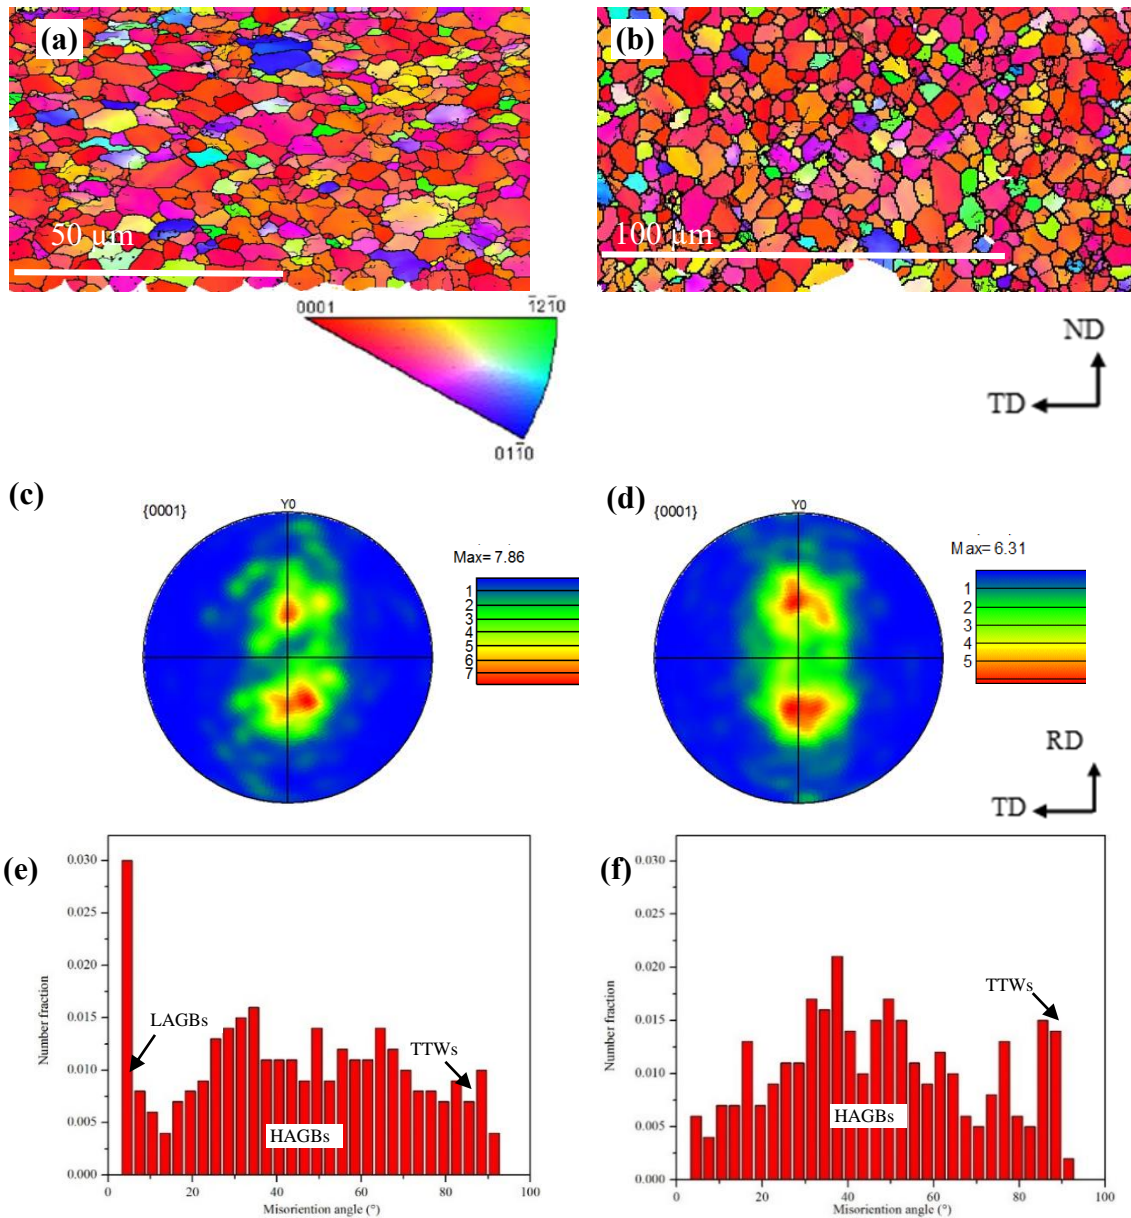 (a)
(b)
50 µm
100 µm
0001
1̄21̄0
011̄0
ND
TD
(c)
(d)
{0001}
Y0
Max= 7.86
1
2
3
4
5
6
7
{0001}
Y0
Max= 6.31
1
2
3
4
5
RD
TD
(e)
(f)
0.030
0.025
0.020
0.015
0.010
0.005
0.000
Number fraction
LAGBs
TTWs
HAGBs
0
20
40
60
80
100
Misoriention angle (°)
0.030
0.025
0.020
0.015
0.010
0.005
0.000
Number fraction
TTWs
HAGBs
0
20
40
60
80
100
Misoriention angle (°)